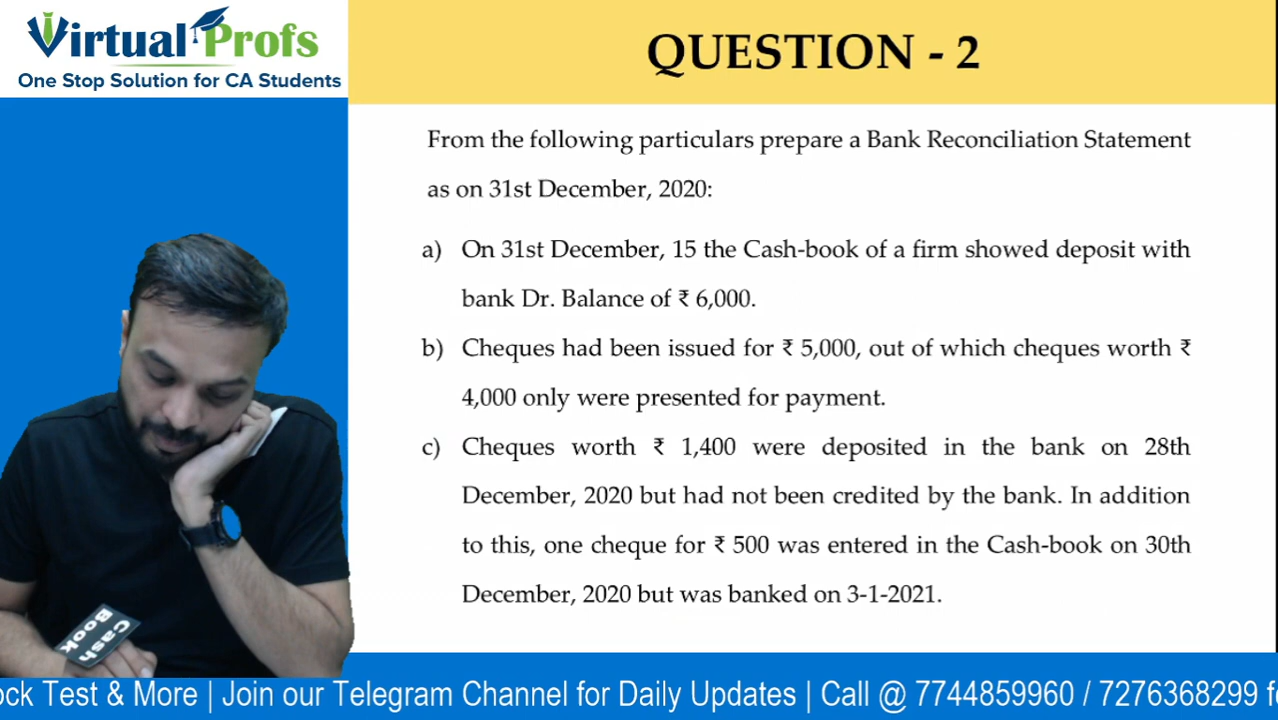 Virtual Profs
One Stop Solution for CA Students
QUESTION - 2
From the following particulars prepare a Bank Reconciliation Statement
as on 31st December, 2020:
a) On 31st December, 15 the Cash-book of a firm showed deposit with
bank Dr. Balance of ₹ 6,000.
b) Cheques had been issued for ₹ 5,000, out of which cheques worth ₹
4,000 only were presented for payment.
c) Cheques worth ₹ 1,400 were deposited in the bank on 28th
December, 2020 but had not been credited by the bank. In addition
to this, one cheque for ₹ 500 was entered in the Cash-book on 30th
December, 2020 but was banked on 3-1-2021.
Cash
Book
ock Test & More | Join our Telegram Channel for Daily Updates | Call @ 7744859960 / 7276368299 fo